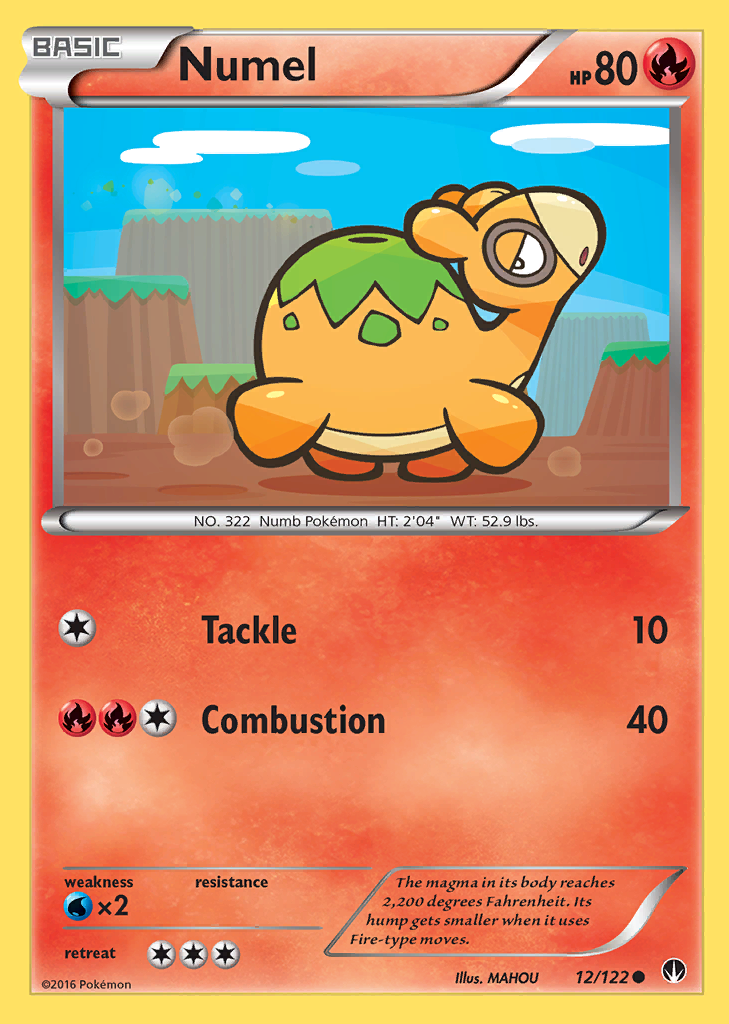 BASIC
Numel
HP 80
NO. 322 Numb Pokémon HT: 2'04" WT: 52.9 lbs.
Tackle 10
Combustion 40
weakness resistance
×2
retreat
The magma in its body reaches
2,200 degrees Fahrenheit. Its
hump gets smaller when it uses
Fire-type moves.
©2016 Pokémon
Illus. MAHOU 12/122